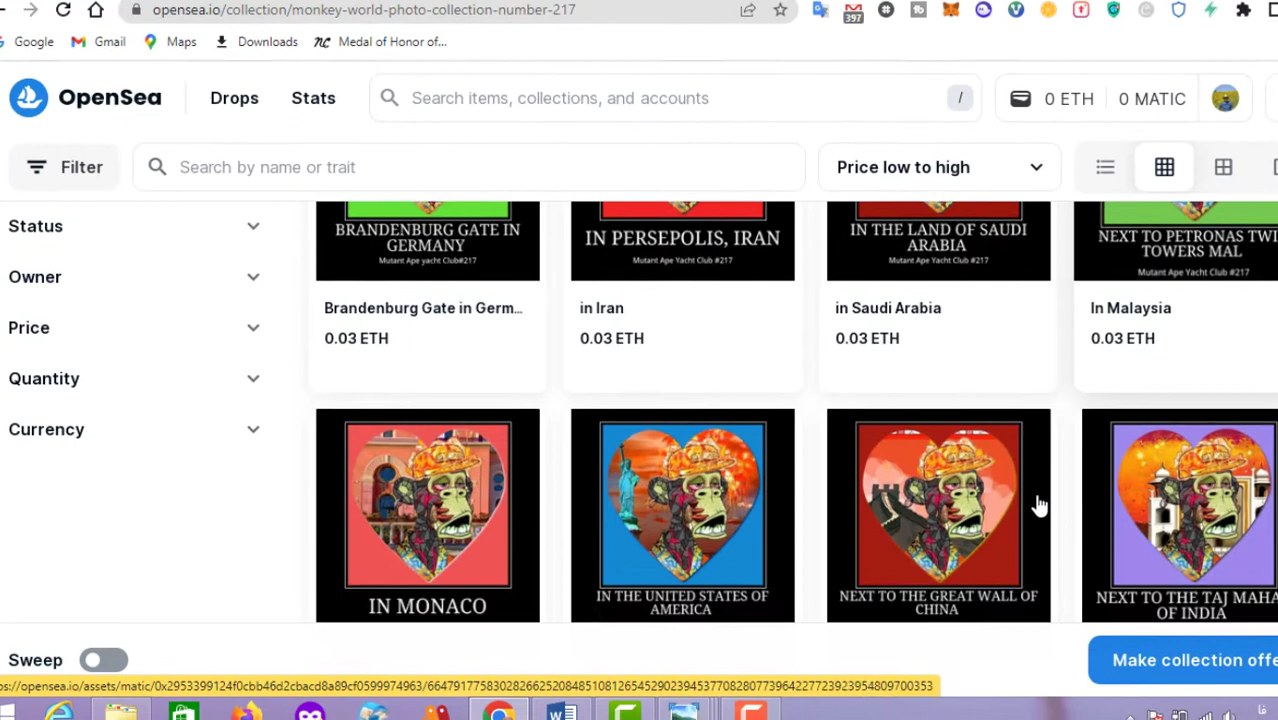 opensea.io/collection/monkey-world-photo-collection-number-217
397
Google
Gmail
Maps
Downloads
Medal of Honor of...
OpenSea
Drops
Stats
Search items, collections, and accounts
/
0 ETH
0 MATIC
Filter
Search by name or trait
Price low to high
Status
Owner
Price
Quantity
Currency
BRANDENBURG GATE IN
GERMANY
Mutant Ape yacht Club#217
Brandenburg Gate in Germ...
0.03 ETH
IN PERSEPOLIS, IRAN
Mutant Ape Yacht Club #217
in Iran
0.03 ETH
IN THE LAND OF SAUDI
ARABIA
Mutant Ape Yacht Club #217
in Saudi Arabia
0.03 ETH
NEXT TO PETRONAS TWI
TOWERS MAL
Mutant Ape Yacht Club #217
In Malaysia
0.03 ETH
IN MONACO
IN THE UNITED STATES OF
AMERICA
NEXT TO THE GREAT WALL OF
CHINA
NEXT TO THE TAJ MAHA
OF INDIA
Sweep
Make collection offe